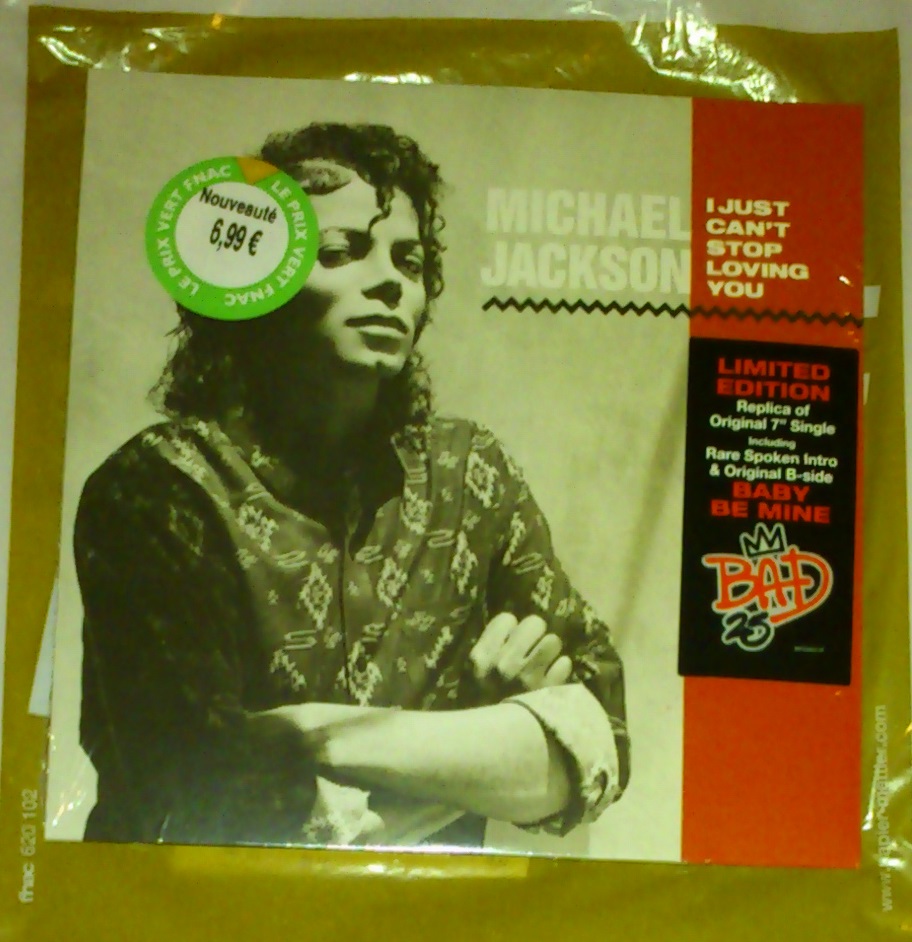 LE PRIX VERT FNAC
LE PRIX VERT FNAC
Nouveauté
6,99 €
MICHAEL
JACKSON
I JUST
CAN'T
STOP
LOVING
YOU
LIMITED
EDITION
Replica of
Original 7" Single
Including
Rare Spoken Intro
& Original B-side
BABY
BE MINE
BAD
25
fnac 620 102